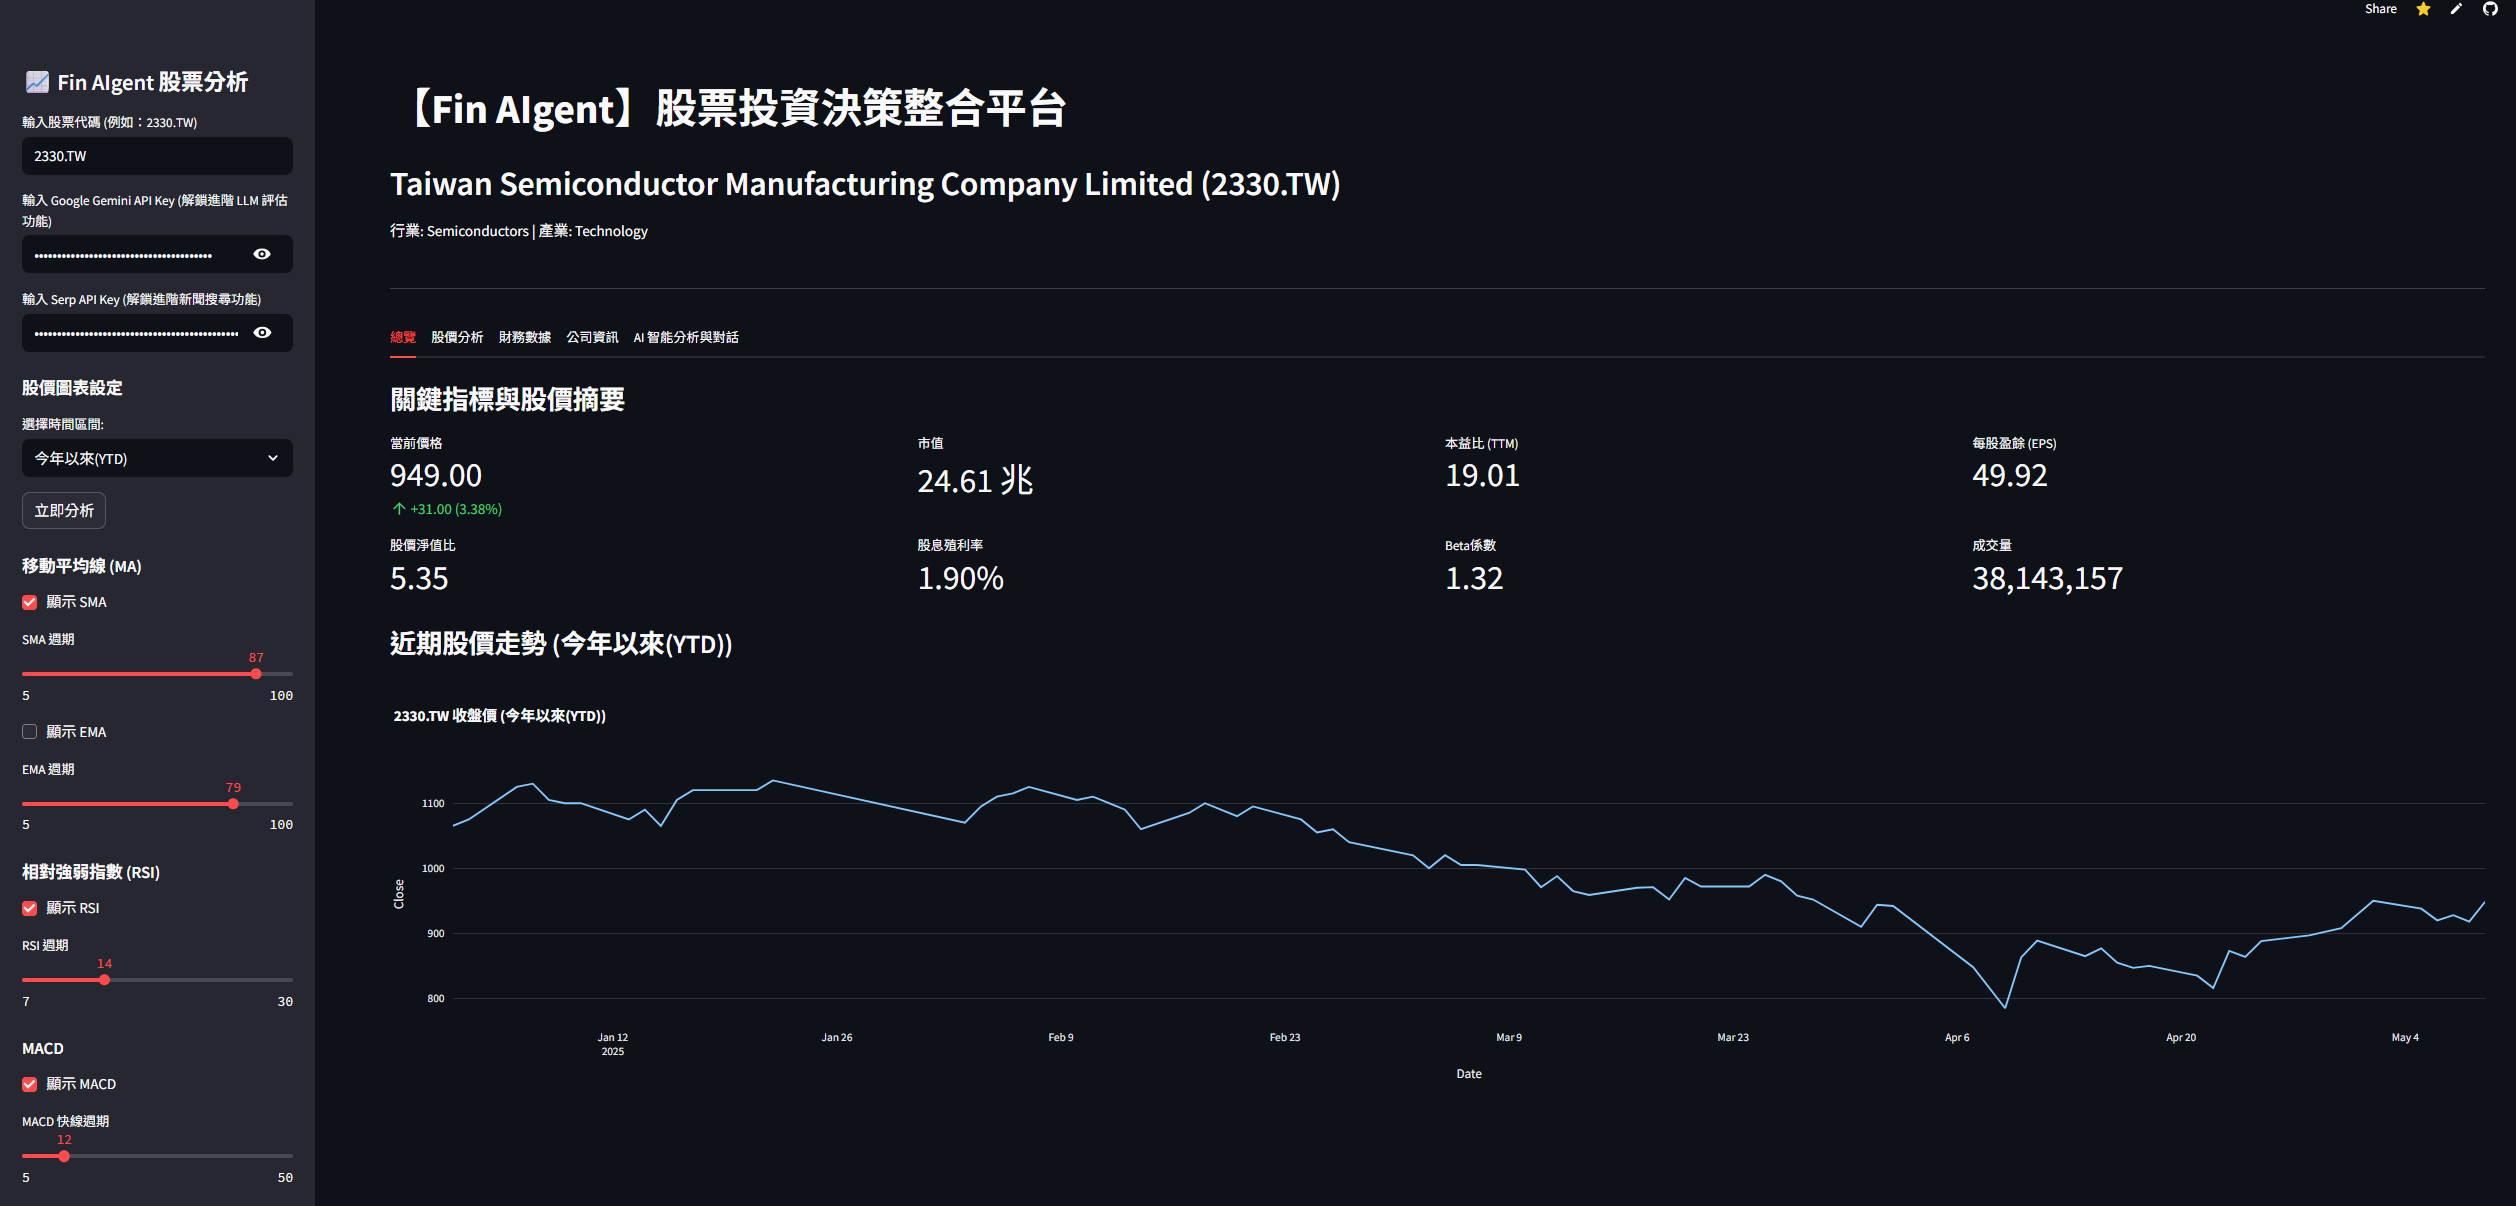 Share
Fin AIgent 股票分析
輸入股票代碼 (例如：2330.TW)
2330.TW
輸入 Google Gemini API Key (解鎖進階 LLM 評估
功能)
輸入 Serp API Key (解鎖進階新聞搜尋功能)
股價圖表設定
選擇時間區間:
今年以來(YTD)
立即分析
移動平均線 (MA)
顯示 SMA
SMA 週期
87
5 100
顯示 EMA
EMA 週期
79
5 100
相對強弱指數 (RSI)
顯示 RSI
RSI 週期
14
7 30
MACD
顯示 MACD
MACD 快線週期
12
5 50
【Fin AIgent】股票投資決策整合平台
Taiwan Semiconductor Manufacturing Company Limited (2330.TW)
行業: Semiconductors | 產業: Technology
總覽 股價分析 財務數據 公司資訊 AI 智能分析與對話
關鍵指標與股價摘要
當前價格 市值 本益比 (TTM) 每股盈餘 (EPS)
949.00 24.61 兆 19.01 49.92
↑ +31.00 (3.38%)
股價淨值比 股息殖利率 Beta係數 成交量
5.35 1.90% 1.32 38,143,157
近期股價走勢 (今年以來(YTD))
2330.TW 收盤價 (今年以來(YTD))
1100
1000
Close
900
800
Jan 12 Jan 26 Feb 9 Feb 23 Mar 9 Mar 23 Apr 6 Apr 20 May 4
2025
Date